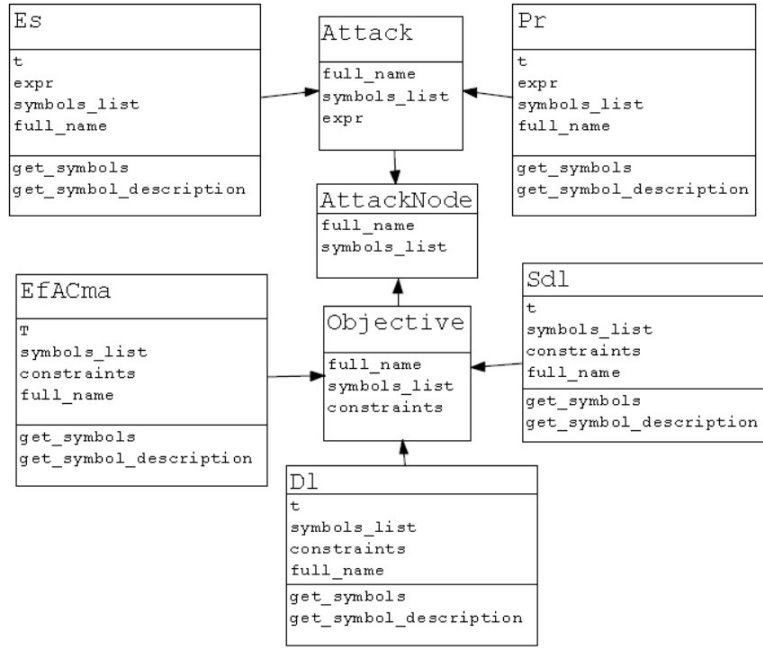 Es
t
expr
symbols_list
full_name
get_symbols
get_symbol_description
Attack
full_name
symbols_list
expr
Pr
t
expr
symbols_list
full_name
get_symbols
get_symbol_description
AttackNode
full_name
symbols_list
EfACma
T
symbols_list
constraints
full_name
get_symbols
get_symbol_description
Objective
full_name
symbols_list
constraints
Sdl
t
symbols_list
constraints
full_name
get_symbols
get_symbol_description
Dl
t
symbols_list
constraints
full_name
get_symbols
get_symbol_description